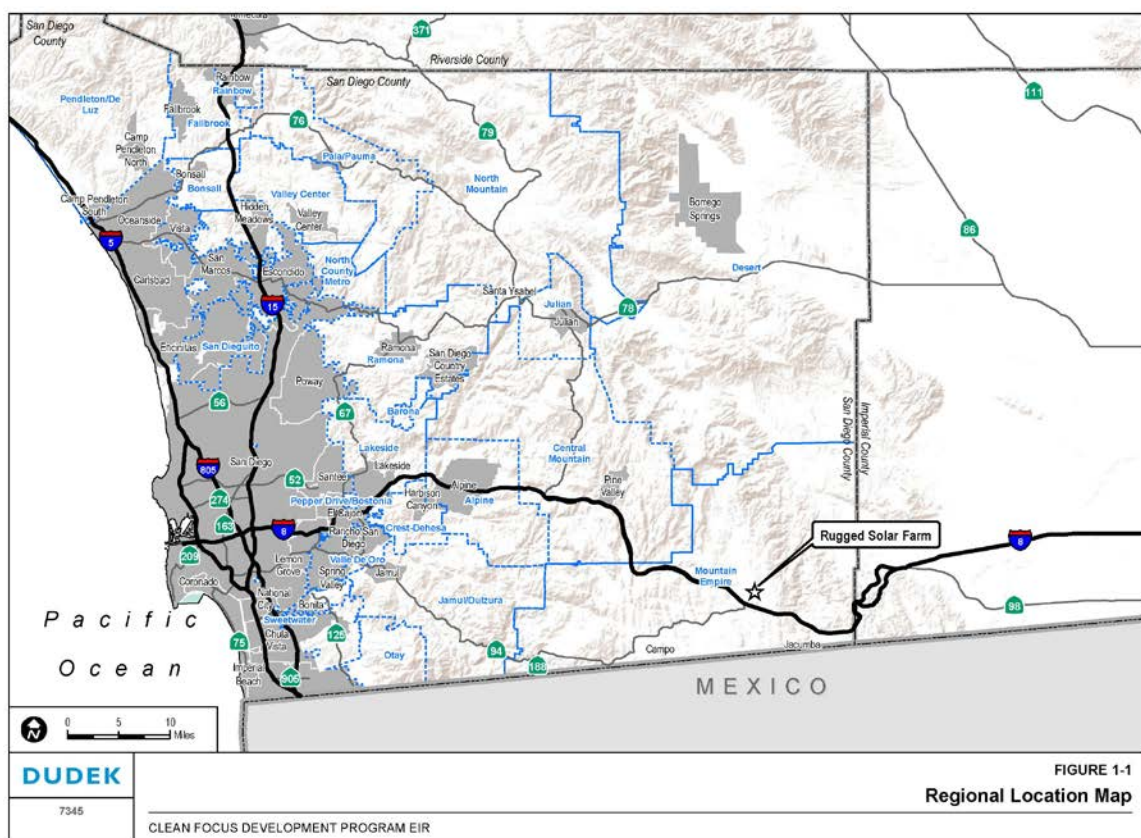 San Diego
County
371
Riverside County
San Diego County
111
Rainbow
Rainbow
Pendleton/De
Luz
Fallbrook
Fallbrook
Camp
Pendleton
North
76
79
Pala/Pauma
North
Mountain
Bonsall
Bonsall
Valley Center
Borrego
Springs
Camp Pendleton
South
Oceanside
Vista
Hidden
Meadows
Valley
Center
86
5
San
Marcos
Escondido
North
County
Metro
Desert
Carlsbad
15
Santa Ysabel
Julian
Julian
78
Encinitas
San Dieguito
Ramona
Ramona
San Diego
Country
Estates
Poway
56
67
Barona
Imperial County
San Diego County
Lakeside
Lakeside
Central
Mountain
805
San Diego
52
Santee
274
163
Pepper Drive/Bostonia
El Cajon
Harbison
Canyon
Alpine
Alpine
Pine
Valley
8
Rancho San
Diego
Crest-Dehesa
Rugged Solar Farm
8
209
Lemon
Grove
Valle De Oro
Spring
Valley
Jamul
Mountain
Empire
Coronado
National
City
Bonita
Sweetwater
Jamul/Dulzura
98
Pacific
Ocean
Chula
Vista
75
125
Otay
94
188
Campo
Jacumba
Imperial
Beach
905
MEXICO
0 5 10
Miles
DUDEK
7345
FIGURE 1-1
Regional Location Map
CLEAN FOCUS DEVELOPMENT PROGRAM EIR